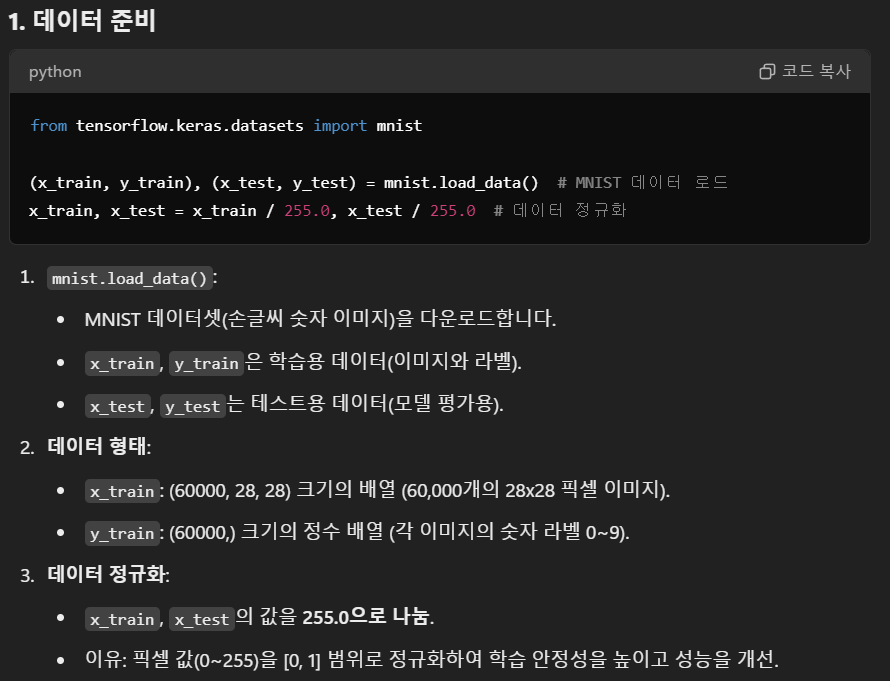 1. 데이터 준비
python
코드 복사
from tensorflow.keras.datasets import mnist
(x_train, y_train), (x_test, y_test) = mnist.load_data()  # MNIST 데이터 로드
x_train, x_test = x_train / 255.0, x_test / 255.0  # 데이터 정규화
1. mnist.load_data():
• MNIST 데이터셋(손글씨 숫자 이미지)을 다운로드합니다.
• x_train, y_train은 학습용 데이터(이미지와 라벨).
• x_test, y_test는 테스트용 데이터(모델 평가용).
2. 데이터 형태:
• x_train: (60000, 28, 28) 크기의 배열 (60,000개의 28x28 픽셀 이미지).
• y_train: (60000,) 크기의 정수 배열 (각 이미지의 숫자 라벨 0~9).
3. 데이터 정규화:
• x_train, x_test의 값을 255.0으로 나눔.
• 이유: 픽셀 값(0~255)을 [0, 1] 범위로 정규화하여 학습 안정성을 높이고 성능을 개선.